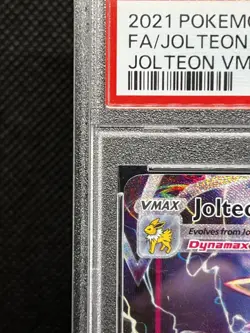 2021 POKEMO
FA/JOLTEON
JOLTEON VM
VMAX
Jolteo
Evolves from Jo
Dynamax